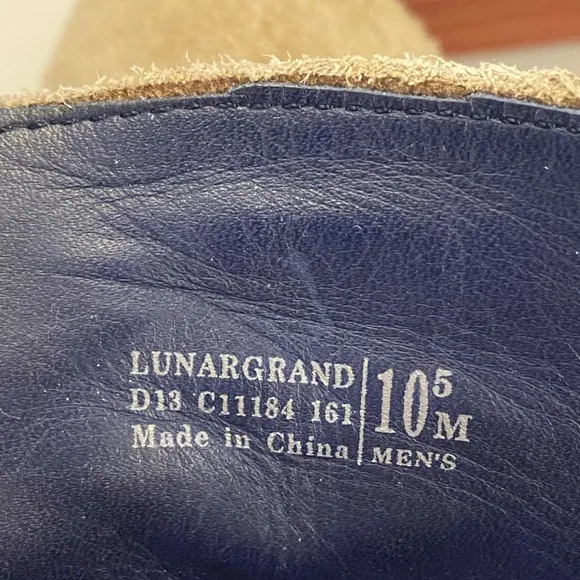 LUNARGRAND
D13 C11184 161
Made in China
10⁵ M
MEN'S